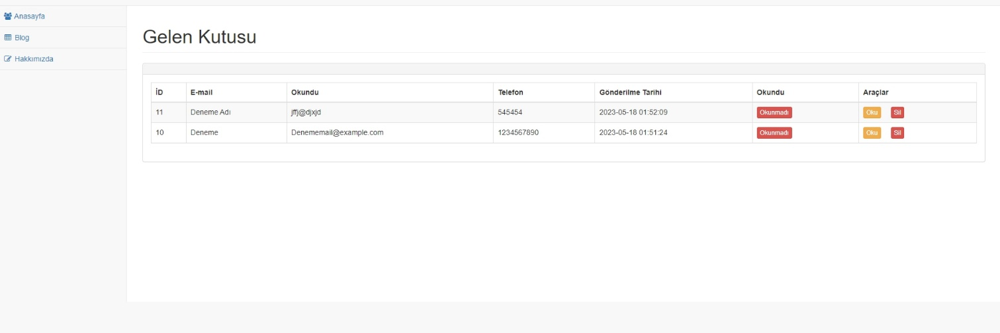 Anasayfa
Blog
Hakkımızda
Gelen Kutusu
İD E-mail Okundu Telefon Gönderilme Tarihi Okundu Araçlar
11 Deneme Adı jffj@djxjd 545454 2023-05-18 01:52:09 Okunmadı Oku Sil
10 Deneme Denememail@example.com 1234567890 2023-05-18 01:51:24 Okunmadı Oku Sil